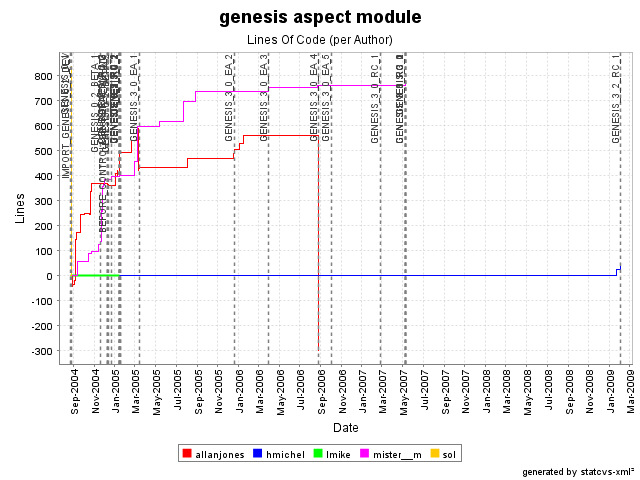 genesis aspect module
Lines Of Code (per Author)
Lines
800
700
600
500
400
300
200
100
0
-100
-200
-300
GENESIS_3_0_EA_1
GENESIS_3_0_EA_2
GENESIS_3_0_EA_3
GENESIS_3_0_EA_4
GENESIS_3_0_EA_5
GENESIS_3_0_RC_1
GENESIS_3_2_RC_1
Sep-2004
Nov-2004
Jan-2005
Mar-2005
May-2005
Jul-2005
Sep-2005
Nov-2005
Jan-2006
Mar-2006
May-2006
Jul-2006
Sep-2006
Nov-2006
Jan-2007
Mar-2007
May-2007
Jul-2007
Sep-2007
Nov-2007
Jan-2008
Mar-2008
May-2008
Jul-2008
Sep-2008
Nov-2008
Jan-2009
Mar-2009
Date
allanjones hmichel lmike mister__m sol
generated by statcvs-xml²